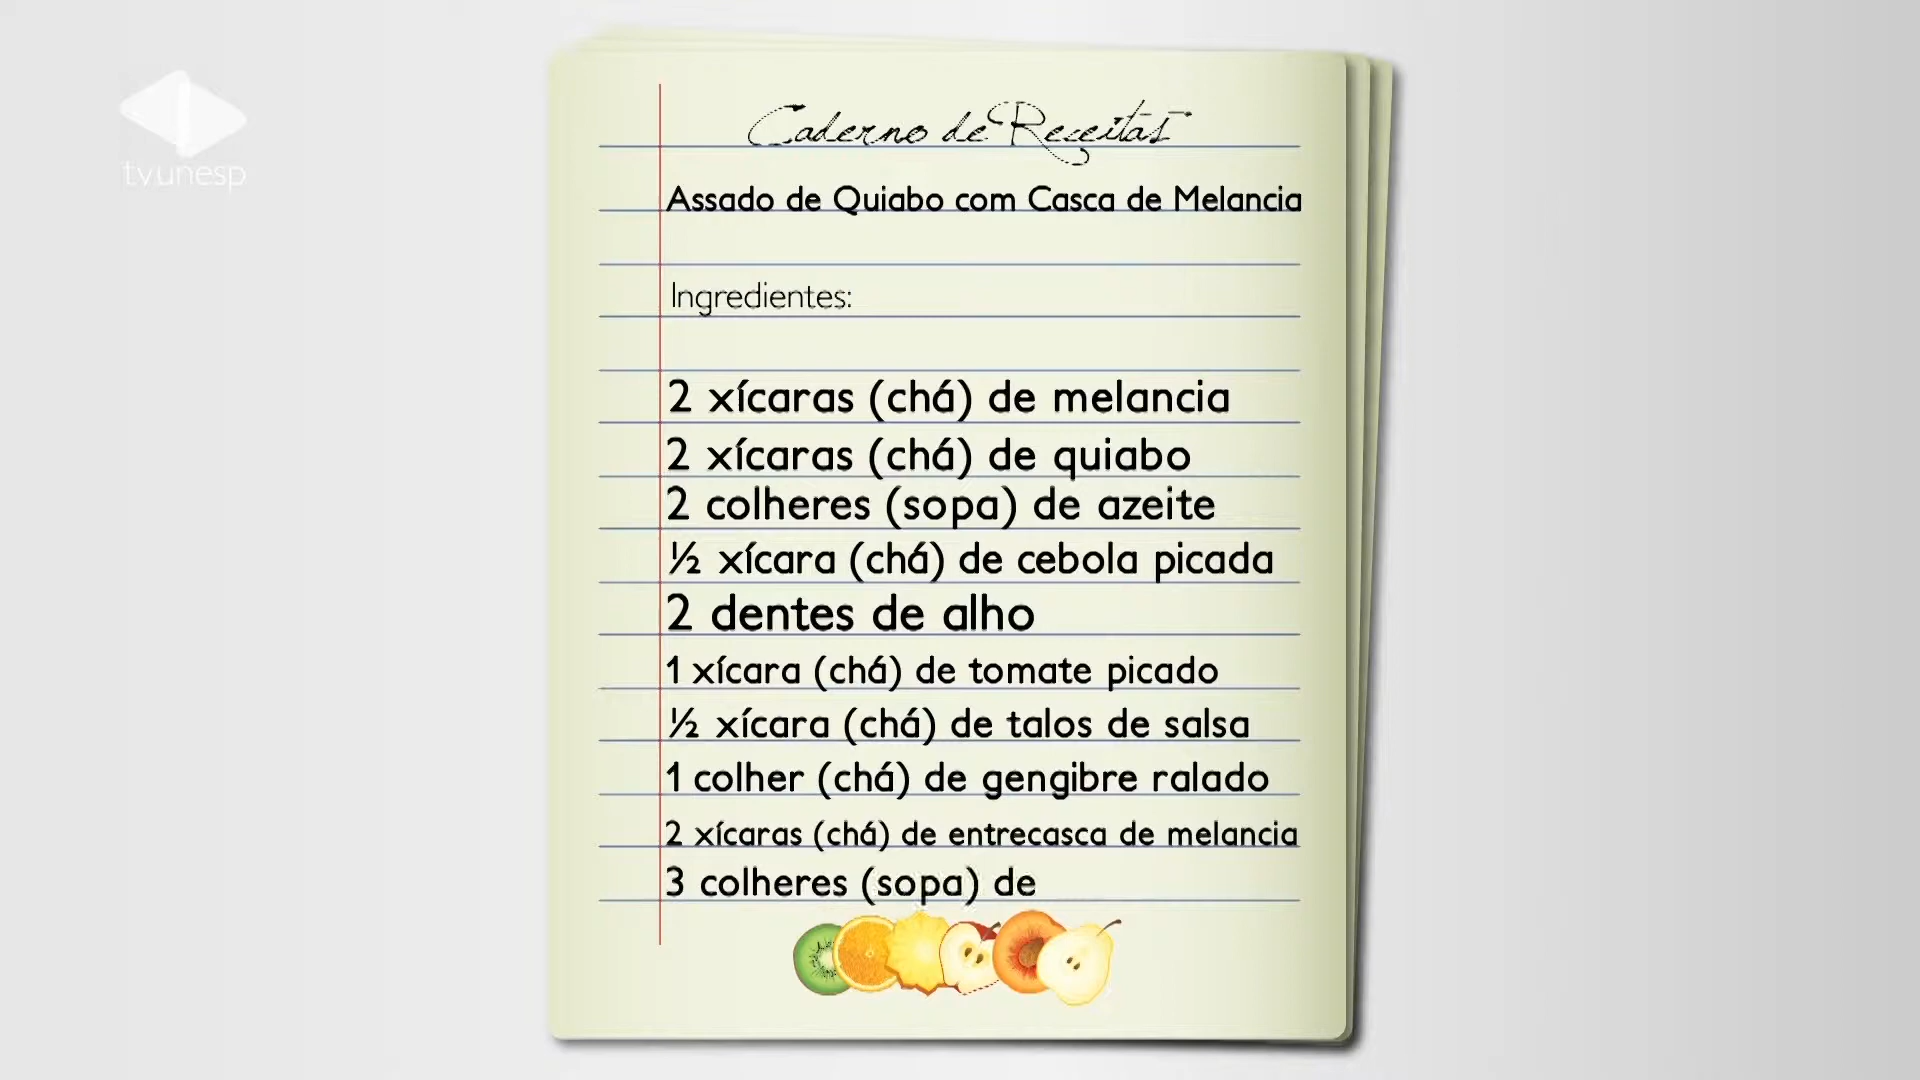 tvunesp
Caderno de Receitas
Assado de Quiabo com Casca de Melancia
Ingredientes:
2 xícaras (chá) de melancia
2 xícaras (chá) de quiabo
2 colheres (sopa) de azeite
½ xícara (chá) de cebola picada
2 dentes de alho
1 xícara (chá) de tomate picado
½ xícara (chá) de talos de salsa
1 colher (chá) de gengibre ralado
2 xícaras (chá) de entrecasca de melancia
3 colheres (sopa) de